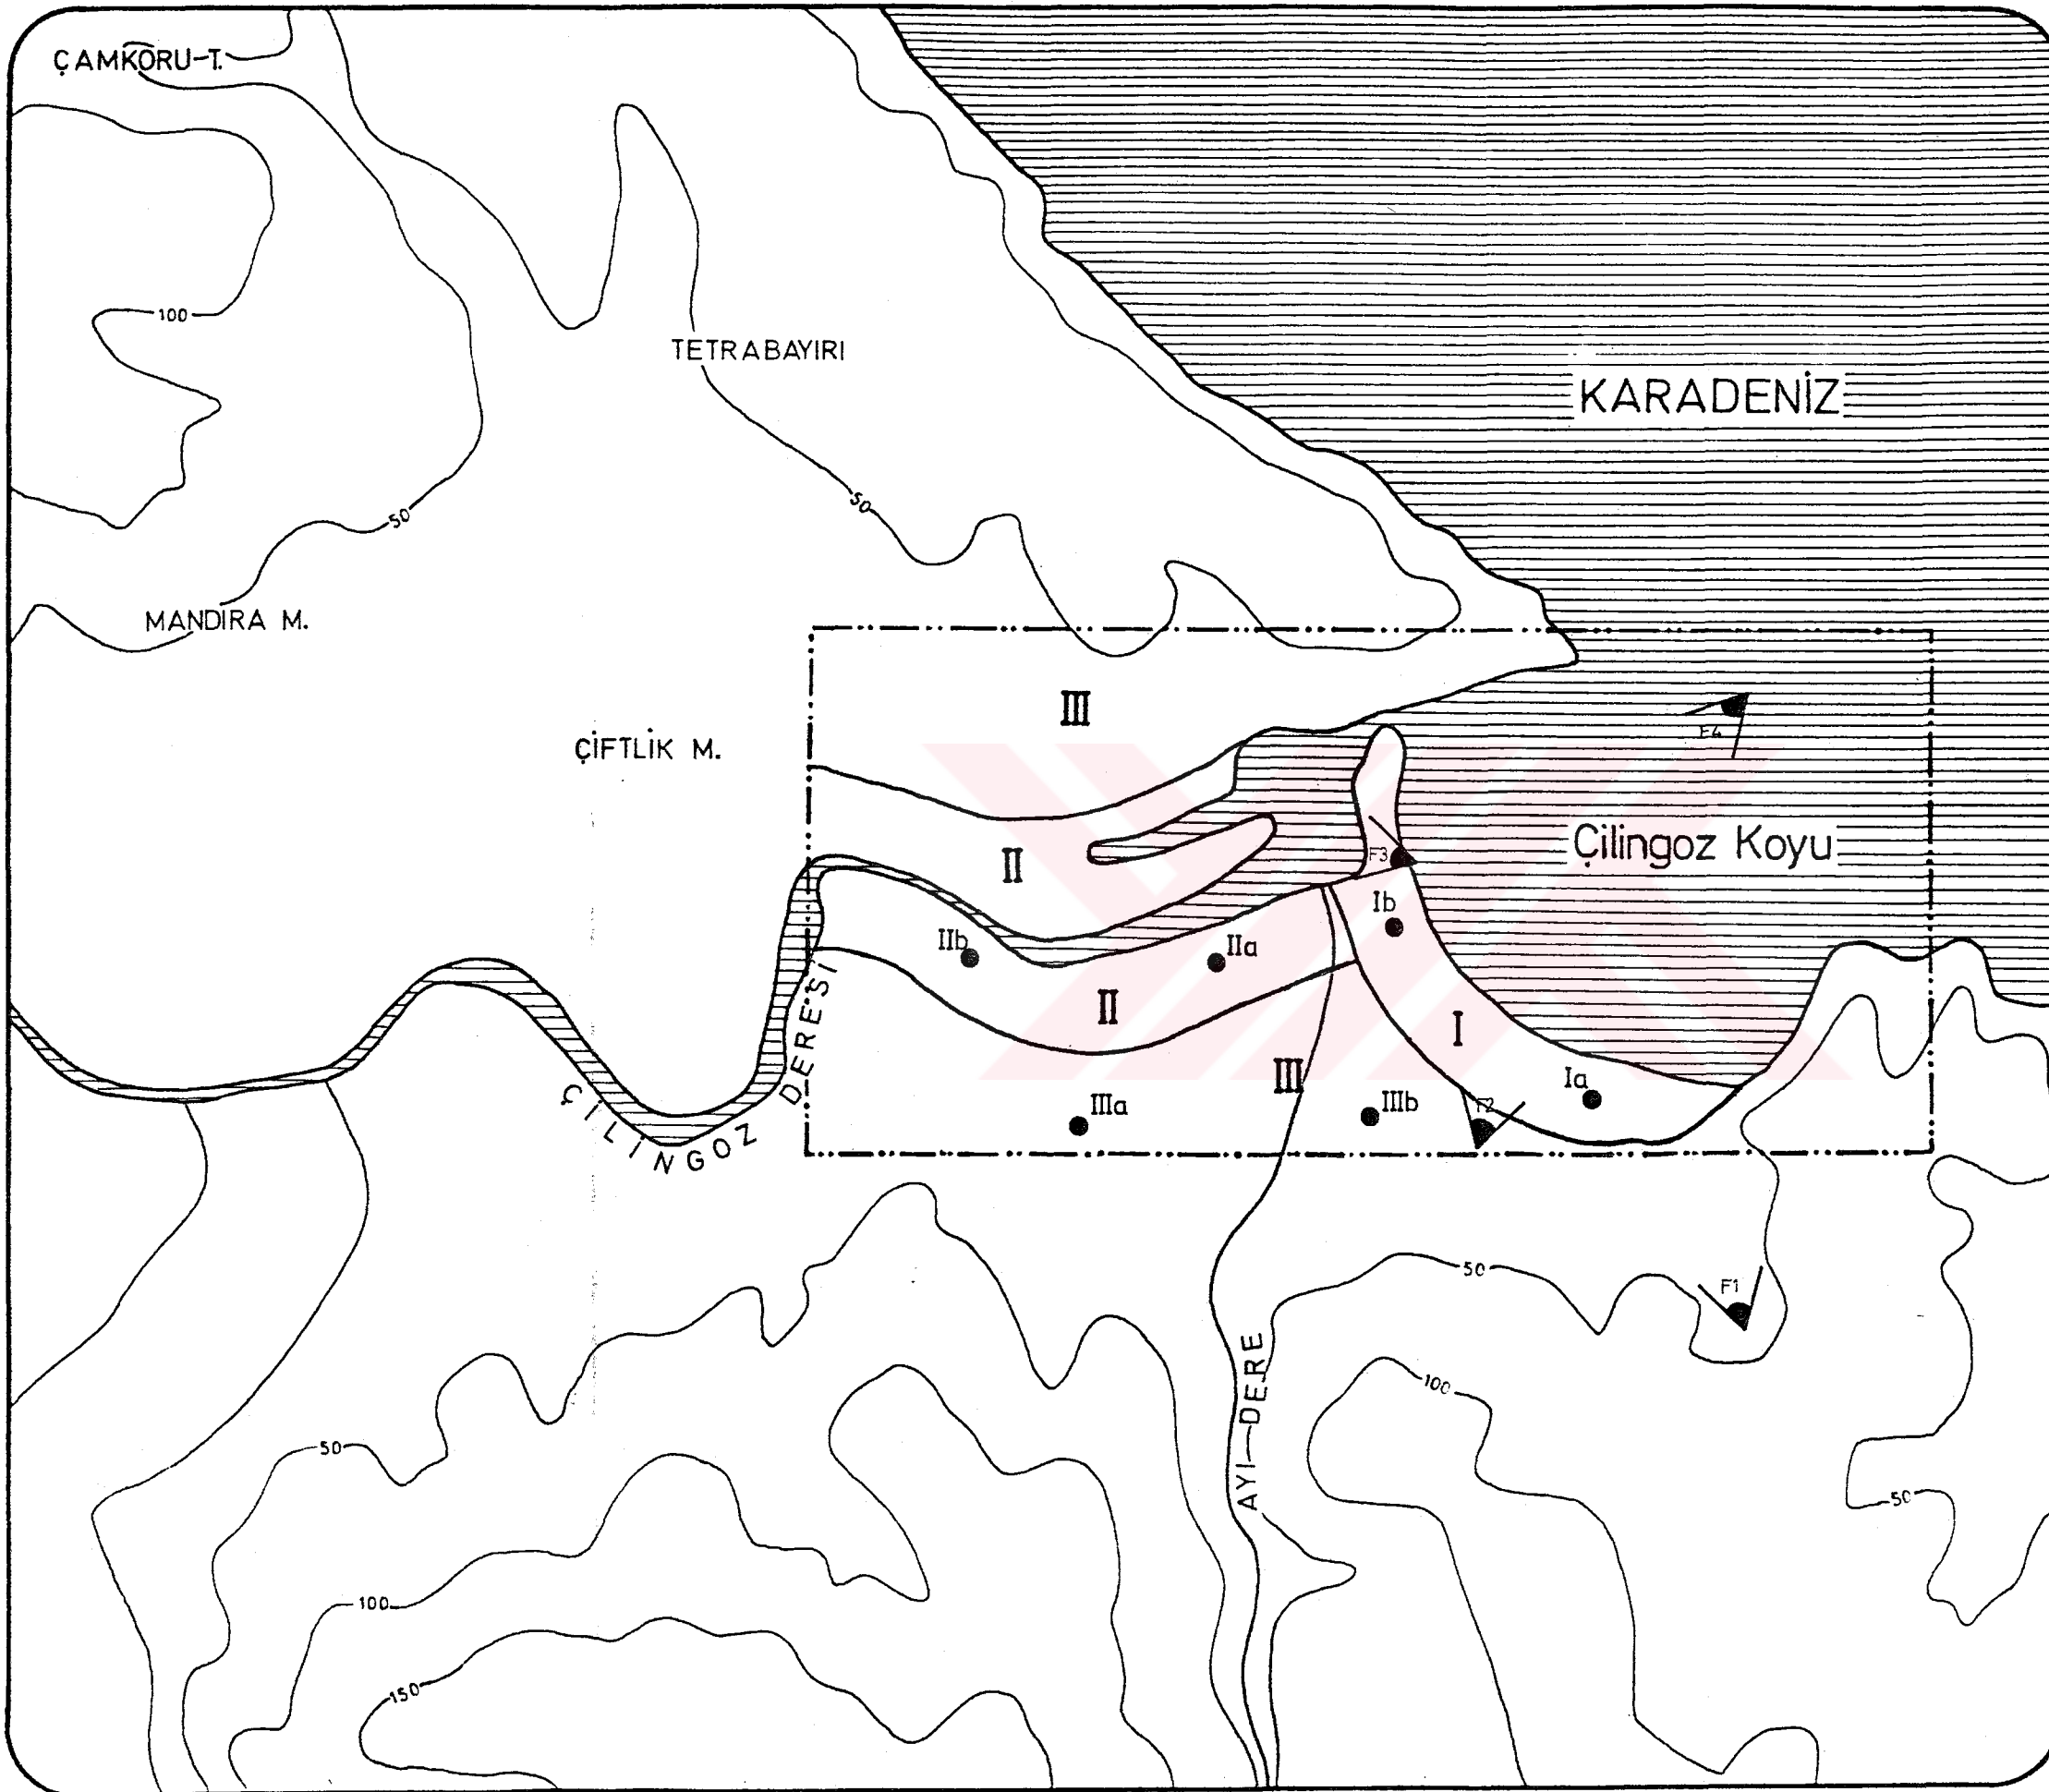 ÇAMKORU-T.
100
TETRABAYIRI
KARADENİZ
50
50
MANDIRA M.
III
F4
ÇİFTLİK M.
Çilingoz Koyu
F3
II
Ib
IIb
IIa
II
I
III
Ia
IIIa
IIIb
F2
ÇİLİNGOZ DERESİ
50
F1
AYI-DERE
100
50
50
100
150